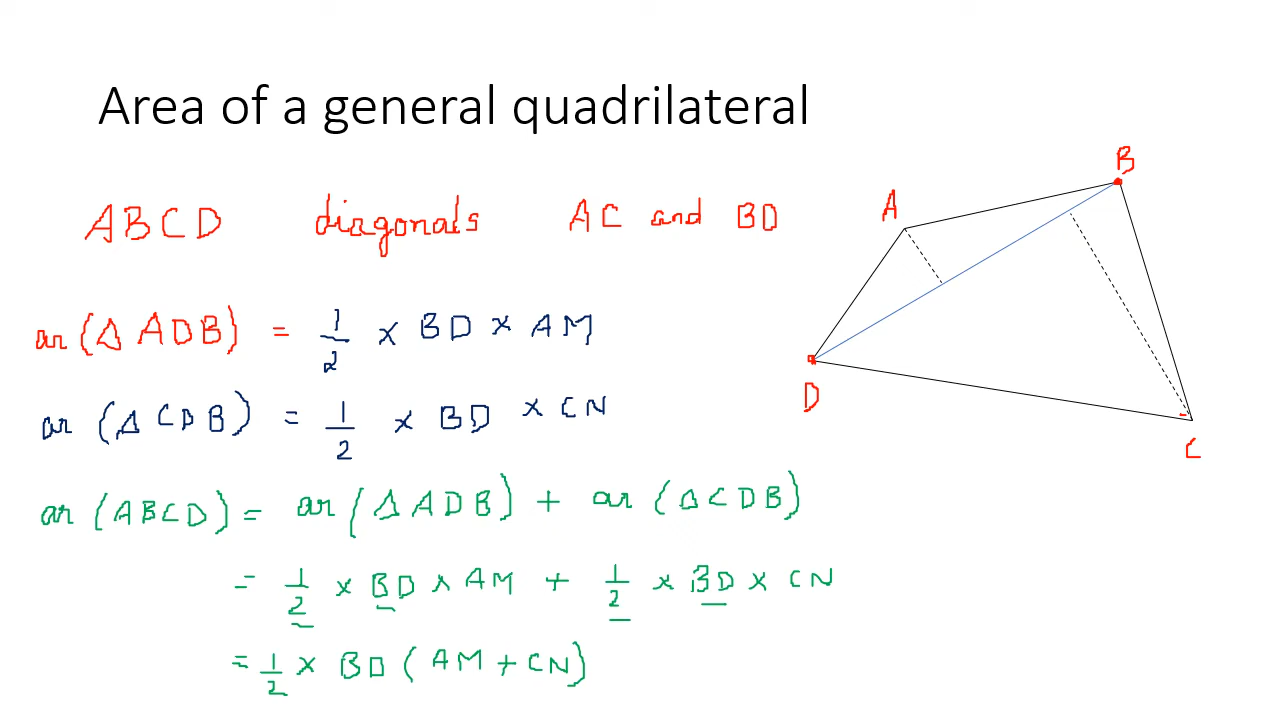 Area of a general quadrilateral
ABCD diagonals AC and BD
ar (Δ ADB) = 1/2 × BD × AM
ar (Δ CDB) = 1/2 × BD × CN
ar (ABCD) = ar (Δ ADB) + ar (Δ CDB)
= 1/2 × BD × AM + 1/2 × BD × CN
= 1/2 × BD (AM + CN)
B
A
D
C